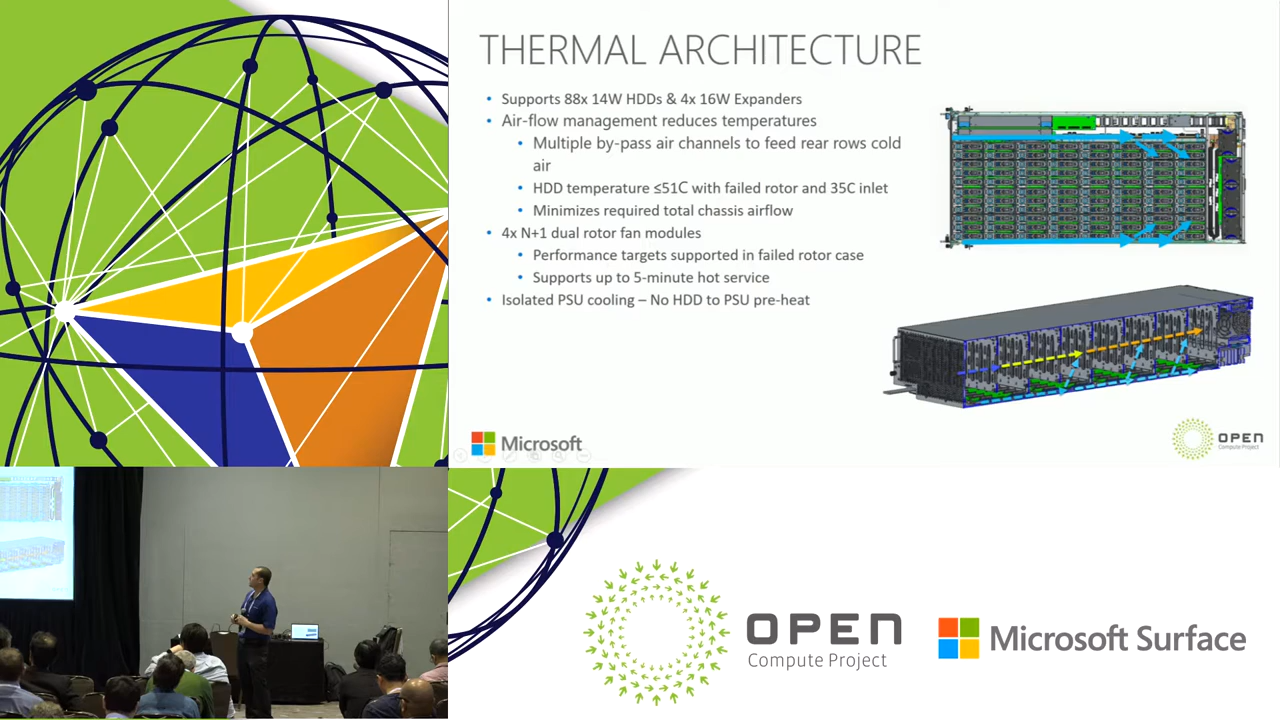 THERMAL ARCHITECTURE
• Supports 88x 14W HDDs & 4x 16W Expanders
• Air-flow management reduces temperatures
• Multiple by-pass air channels to feed rear rows cold
air
• HDD temperature ≤51C with failed rotor and 35C inlet
• Minimizes required total chassis airflow
• 4x N+1 dual rotor fan modules
• Performance targets supported in failed rotor case
• Supports up to 5-minute hot service
• Isolated PSU cooling – No HDD to PSU pre-heat
Microsoft
OPEN
Compute Project
OPEN
Compute Project
Microsoft Surface